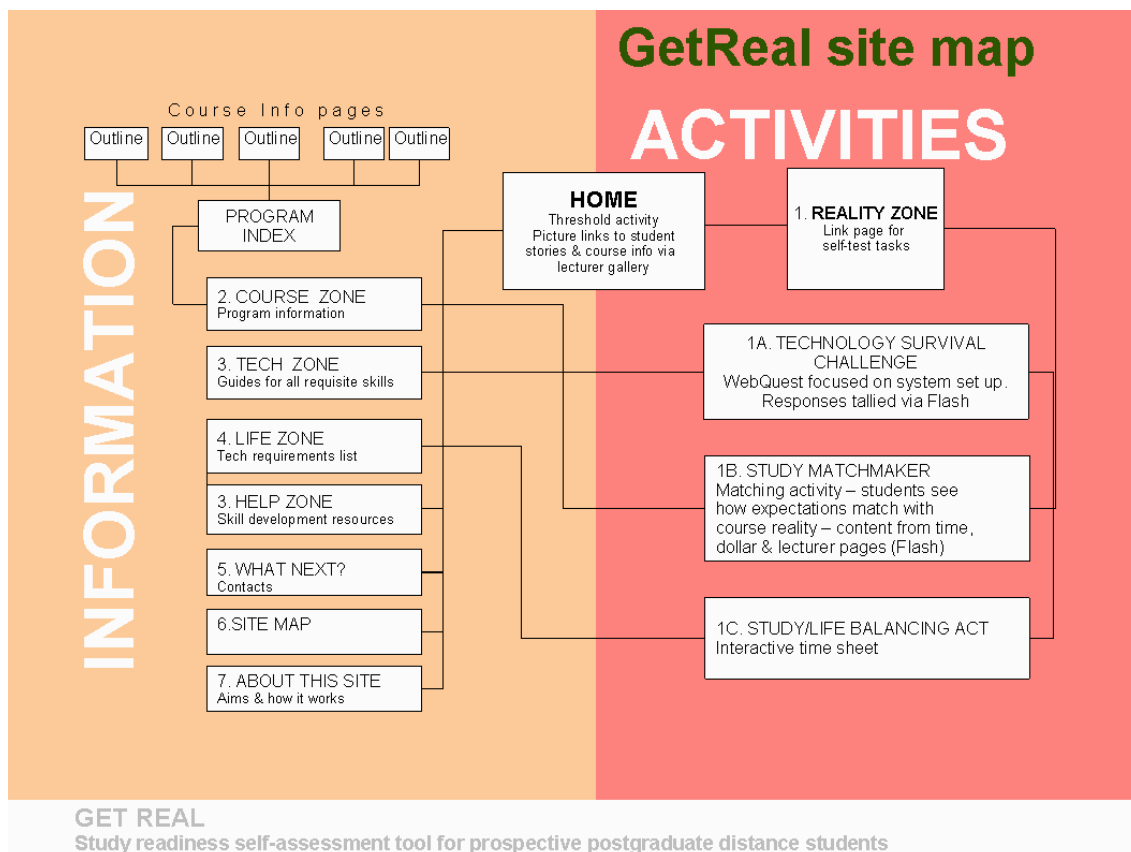 GetReal site map
ACTIVITIES
INFORMATION
Course Info pages
Outline
Outline
Outline
Outline
Outline
PROGRAM
INDEX
HOME
Threshold activity
Picture links to student
stories & course info via
lecturer gallery
1. REALITY ZONE
Link page for
self-test tasks
2. COURSE ZONE
Program information
3. TECH ZONE
Guides for all requisite skills
4. LIFE ZONE
Tech requirements list
3. HELP ZONE
Skill development resources
5. WHAT NEXT?
Contacts
6.SITE MAP
7. ABOUT THIS SITE
Aims & how it works
1A. TECHNOLOGY SURVIVAL
CHALLENGE
WebQuest focused on system set up.
Responses tallied via Flash
1B. STUDY MATCHMAKER
Matching activity – students see
how expectations match with
course reality – content from time,
dollar & lecturer pages (Flash)
1C. STUDY/LIFE BALANCING ACT
Interactive time sheet
GET REAL
Study readiness self-assessment tool for prospective postgraduate distance students